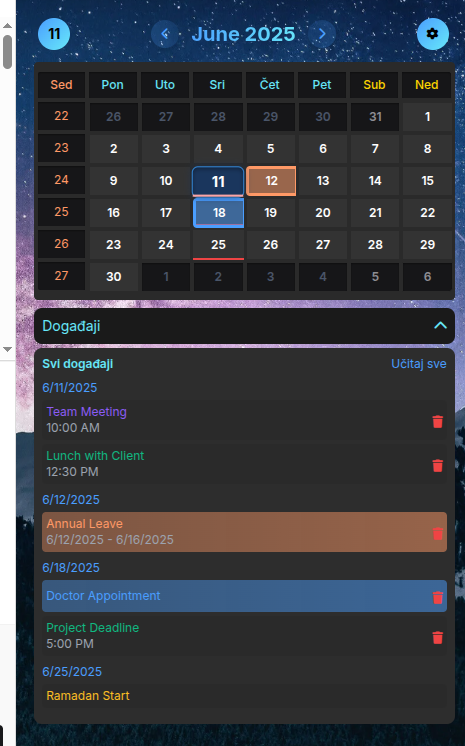 11 June 2025
Sed Pon Uto Sri Čet Pet Sub Ned
22 26 27 28 29 30 31 1
23 2 3 4 5 6 7 8
24 9 10 11 12 13 14 15
25 16 17 18 19 20 21 22
26 23 24 25 26 27 28 29
27 30 1 2 3 4 5 6
Događaji
Svi događaji Učitaj sve
6/11/2025
Team Meeting
10:00 AM
Lunch with Client
12:30 PM
6/12/2025
Annual Leave
6/12/2025 - 6/16/2025
6/18/2025
Doctor Appointment
Project Deadline
5:00 PM
6/25/2025
Ramadan Start